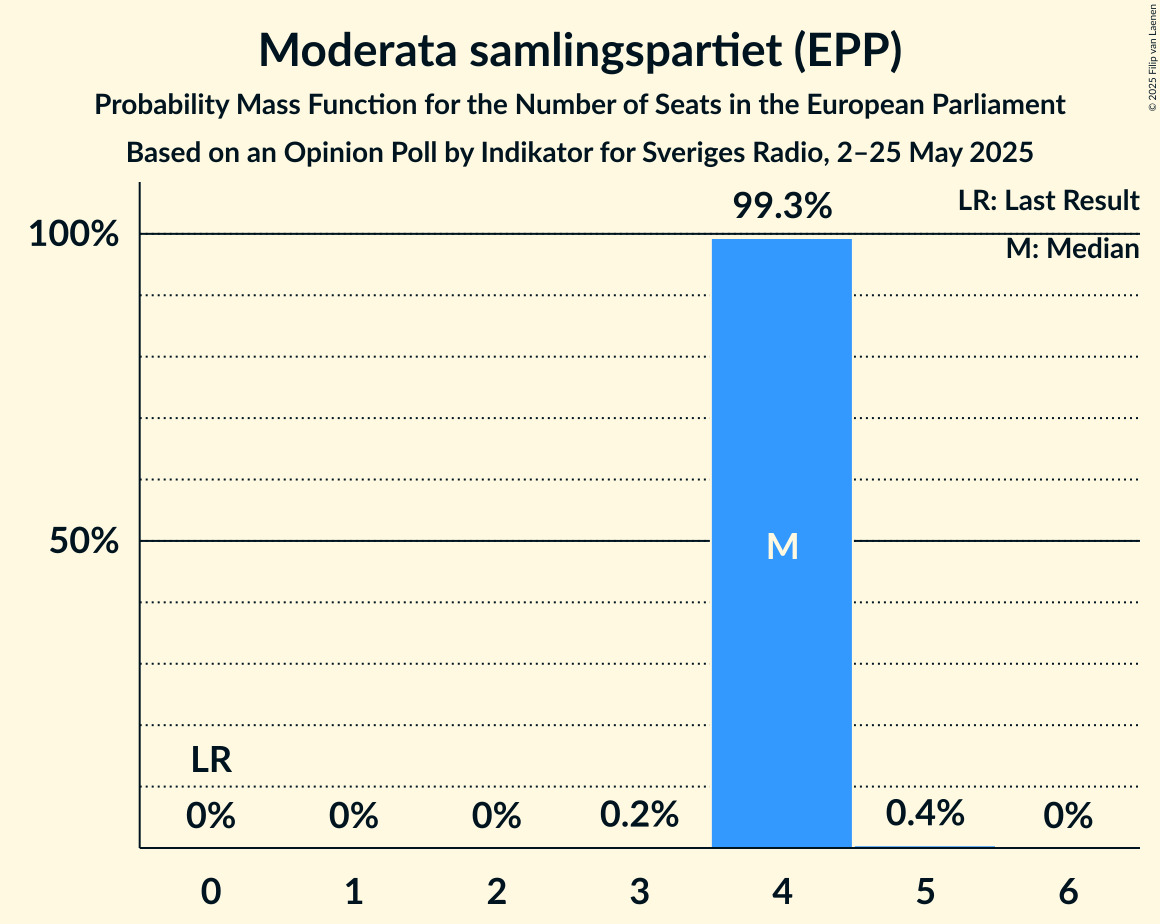 Moderata samlingspartiet (EPP)
Probability Mass Function for the Number of Seats in the European Parliament
Based on an Opinion Poll by Indikator for Sveriges Radio, 2–25 May 2025
© 2025 Filip van Laenen
LR: Last Result
M: Median
99.3%
100%
50%
M
LR
0% 0% 0% 0.2% 0.4% 0%
0 1 2 3 4 5 6